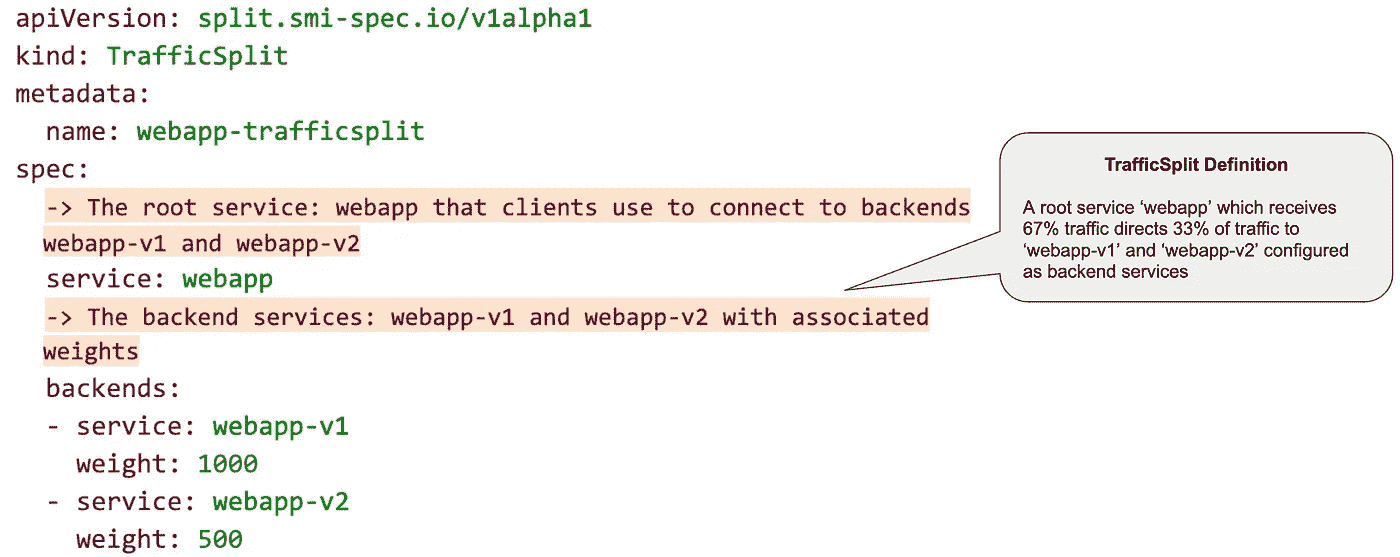 apiVersion: split.smi-spec.io/v1alpha1
kind: TrafficSplit
metadata:
  name: webapp-trafficsplit
spec:
  -> The root service: webapp that clients use to connect to backends
  webapp-v1 and webapp-v2
  service: webapp
  -> The backend services: webapp-v1 and webapp-v2 with associated
  weights
  backends:
  - service: webapp-v1
    weight: 1000
  - service: webapp-v2
    weight: 500
TrafficSplit Definition
A root service ‘webapp’ which receives
67% traffic directs 33% of traffic to
‘webapp-v1’ and ‘webapp-v2’ configured
as backend services